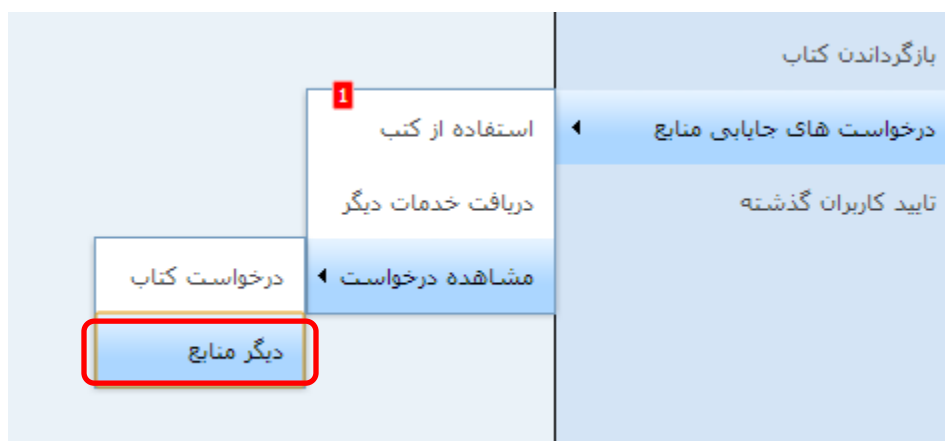 بازگرداندن کتاب
درخواست های جایابی منابع
تایید کاربران گذشته
1
استفاده از کتب
دریافت خدمات دیگر
مشاهده درخواست
درخواست کتاب
دیگر منابع